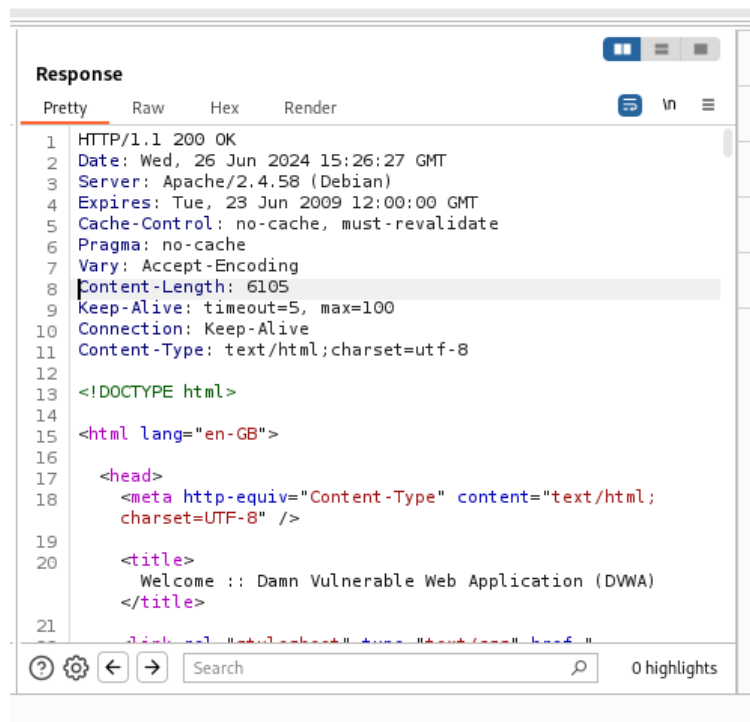 Response
Pretty Raw Hex Render \n
1 HTTP/1.1 200 OK
2 Date: Wed, 26 Jun 2024 15:26:27 GMT
3 Server: Apache/2.4.58 (Debian)
4 Expires: Tue, 23 Jun 2009 12:00:00 GMT
5 Cache-Control: no-cache, must-revalidate
6 Pragma: no-cache
7 Vary: Accept-Encoding
8 Content-Length: 6105
9 Keep-Alive: timeout=5, max=100
10 Connection: Keep-Alive
11 Content-Type: text/html;charset=utf-8
12
13 <!DOCTYPE html>
14
15 <html lang="en-GB">
16
17 <head>
18 <meta http-equiv="Content-Type" content="text/html;
charset=UTF-8" />
19
20 <title>
Welcome :: Damn Vulnerable Web Application (DVWA)
</title>
21
Search 0 highlights